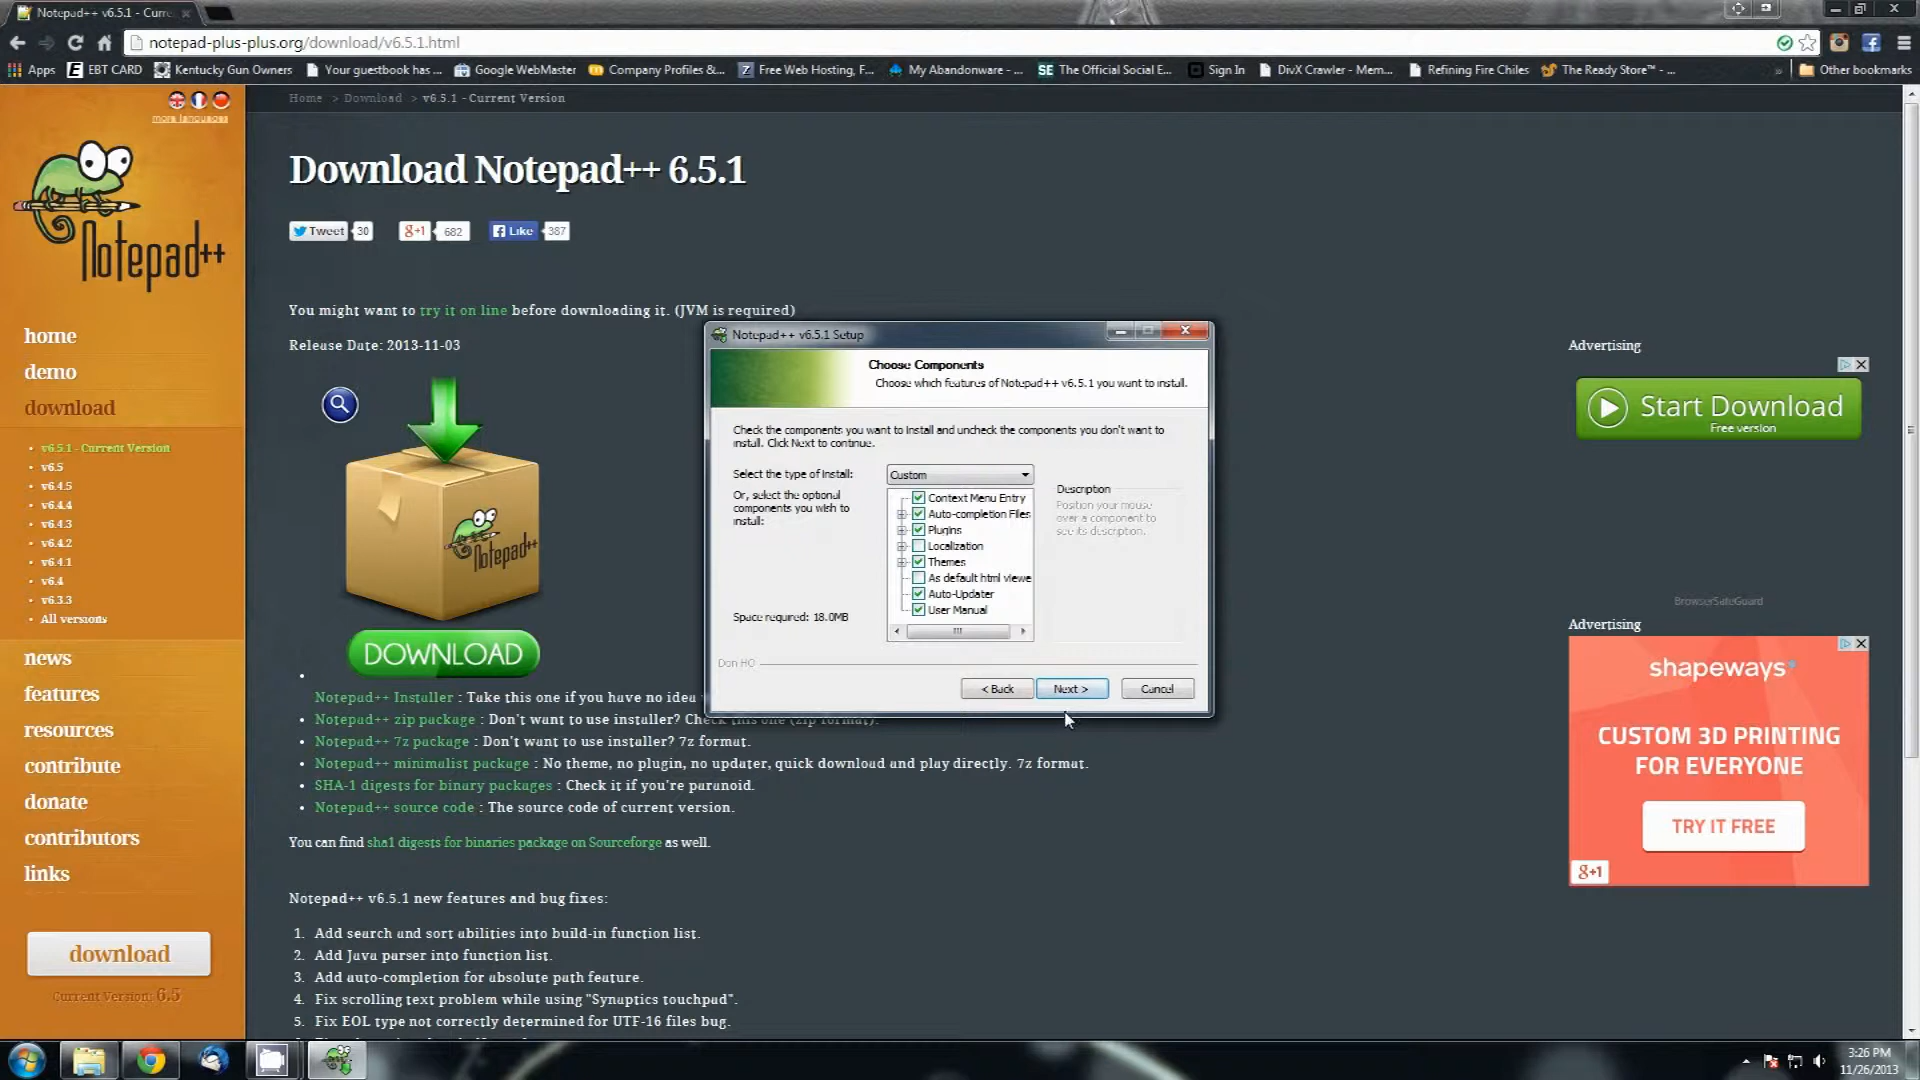 Notepad++ v6.5.1 - Curre
notepad-plus-plus.org/download/v6.5.1.html
Apps
EBT CARD
Kentucky Gun Owners
Your guestbook has ...
Google WebMaster
Company Profiles &...
Free Web Hosting, F...
My Abandonware - ...
SE The Official Social E...
Sign In
DivX Crawler - Mem...
Refining Fire Chiles
The Ready Store™ - ...
Other bookmarks
more languages
Home > Download > v6.5.1 - Current Version
Notepad++
Download Notepad++ 6.5.1
Tweet 30
g+1 682
Like 387
home
demo
download
v6.5.1 - Current Version
v6.5
v6.4.5
v6.4.4
v6.4.3
v6.4.2
v6.4.1
v6.4
v6.3.3
All versions
news
features
resources
contribute
donate
contributors
links
download
Current Version: 6.5
You might want to try it on line before downloading it. (JVM is required)
Release Date: 2013-11-03
Notepad++
DOWNLOAD
Notepad++ Installer : Take this one if you have no idea
Notepad++ zip package : Don't want to use installer? Check this one (zip format).
Notepad++ 7z package : Don't want to use installer? 7z format.
Notepad++ minimalist package : No theme, no plugin, no updater, quick download and play directly. 7z format.
SHA-1 digests for binary packages : Check it if you're paranoid.
Notepad++ source code : The source code of current version.
You can find sha1 digests for binaries package on Sourceforge as well.
Notepad++ v6.5.1 new features and bug fixes:
1. Add search and sort abilities into build-in function list.
2. Add Java parser into function list.
3. Add auto-completion for absolute path feature.
4. Fix scrolling text problem while using "Synaptics touchpad".
5. Fix EOL type not correctly determined for UTF-16 files bug.
Notepad++ v6.5.1 Setup
Choose Components
Choose which features of Notepad++ v6.5.1 you want to install.
Check the components you want to install and uncheck the components you don't want to
install. Click Next to continue.
Select the type of install:
Custom
Or, select the optional
components you wish to
install:
Context Menu Entry
Auto-completion Files
Plugins
Localization
Themes
As default html viewe
Auto-Updater
User Manual
Description
Position your mouse
over a component to
see its description.
Space required: 18.0MB
Don HO
< Back
Next >
Cancel
Advertising
Start Download
Free version
BrowserSafeGuard
Advertising
shapeways
CUSTOM 3D PRINTING
FOR EVERYONE
TRY IT FREE
g+1
3:26 PM
11/26/2013